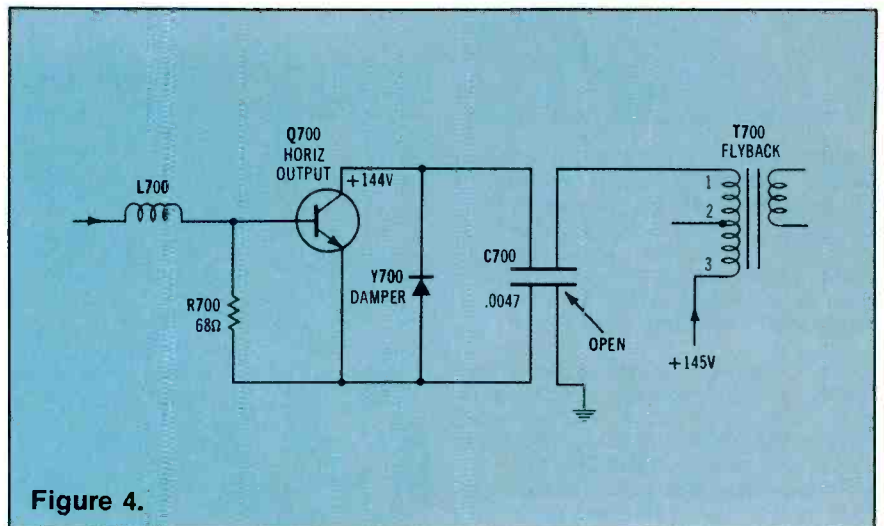 Q700
HORIZ
OUTPUT
T700
FLYBACK
L700
+144V
1
2
3
C700
Y700
DAMPER
.0047
R700
68Ω
OPEN
+145V
Figure 4.